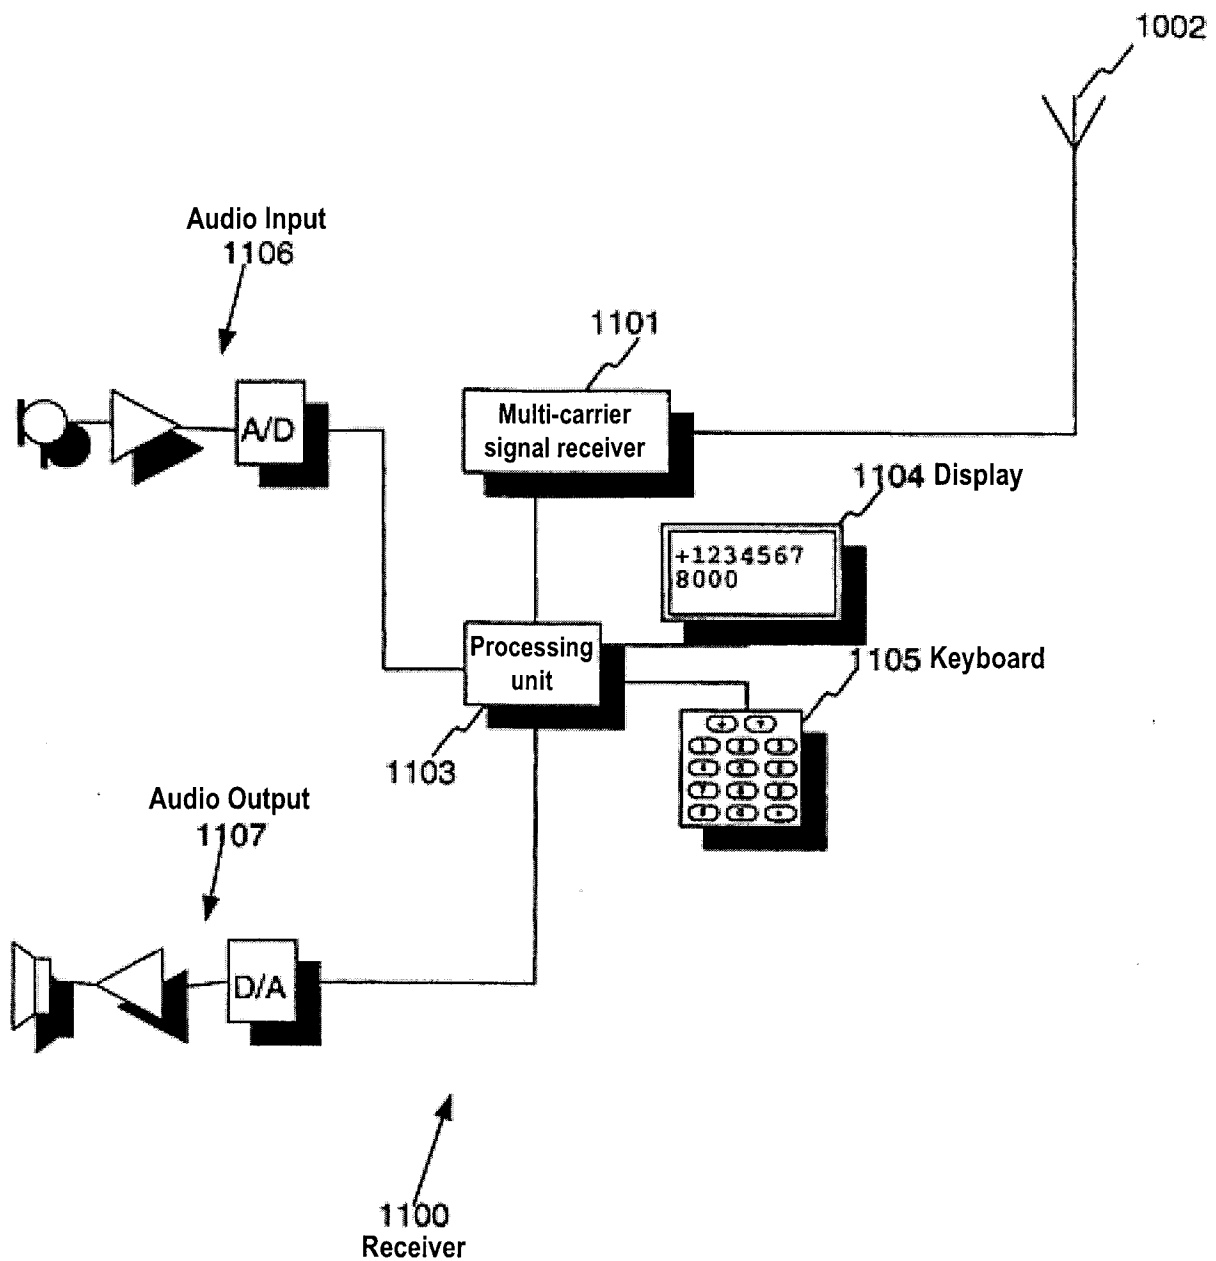 1002
Audio Input
1106
1101
Multi-carrier
signal receiver
A/D
1104 Display
+1234567
8000
Processing
unit
1105 Keyboard
1103
Audio Output
1107
D/A
1100
Receiver